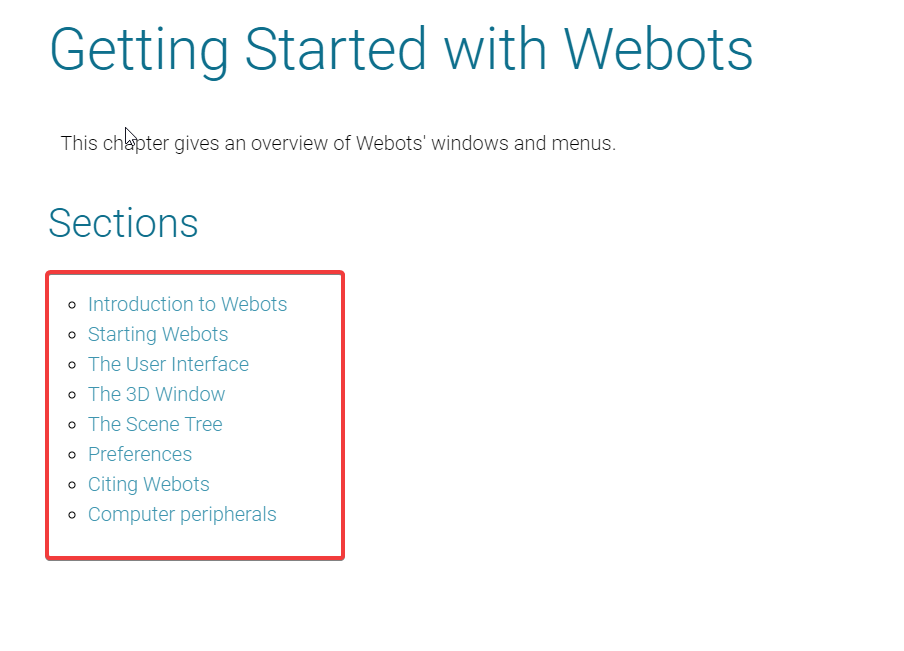 Getting Started with Webots
This chapter gives an overview of Webots' windows and menus.
Sections
Introduction to Webots
Starting Webots
The User Interface
The 3D Window
The Scene Tree
Preferences
Citing Webots
Computer peripherals